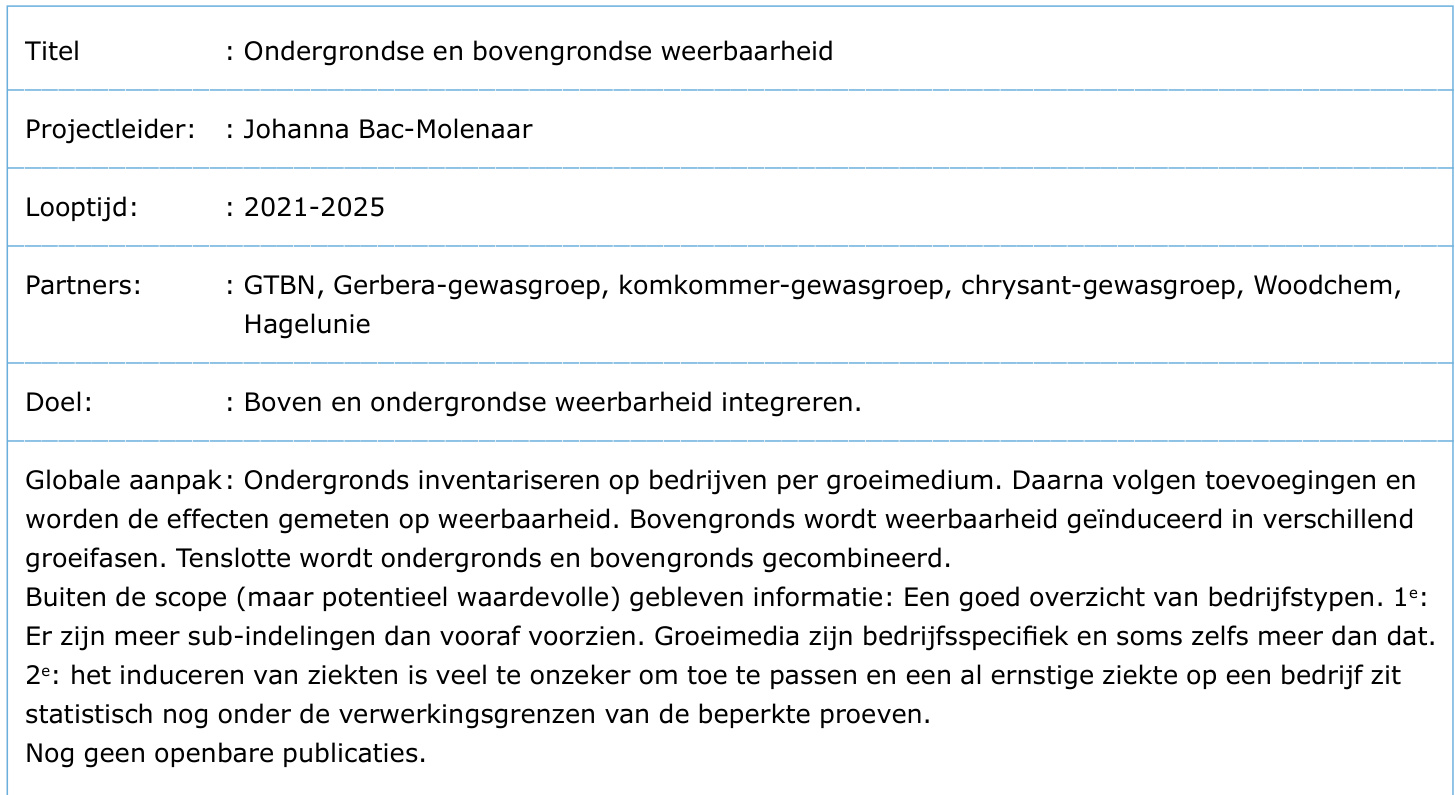 Titel : Ondergrondse en bovengrondse weerbaarheid
Projectleider: : Johanna Bac-Molenaar
Looptijd: : 2021-2025
Partners: : GTBN, Gerbera-gewasgroep, komkommer-gewasgroep, chrysant-gewasgroep, Woodchem,
Hagelunie
Doel: : Boven en ondergrondse weerbarheid integreren.
Globale aanpak: Ondergronds inventariseren op bedrijven per groeimedium. Daarna volgen toevoegingen en
worden de effecten gemeten op weerbaarheid. Bovengronds wordt weerbaarheid geïnduceerd in verschillend
groeifasen. Tenslotte wordt ondergronds en bovengronds gecombineerd.
Buiten de scope (maar potentieel waardevolle) gebleven informatie: Een goed overzicht van bedrijfstypen. 1ᵉ:
Er zijn meer sub-indelingen dan vooraf voorzien. Groeimedia zijn bedrijfsspecifiek en soms zelfs meer dan dat.
2ᵉ: het induceren van ziekten is veel te onzeker om toe te passen en een al ernstige ziekte op een bedrijf zit
statistisch nog onder de verwerkingsgrenzen van de beperkte proeven.
Nog geen openbare publicaties.